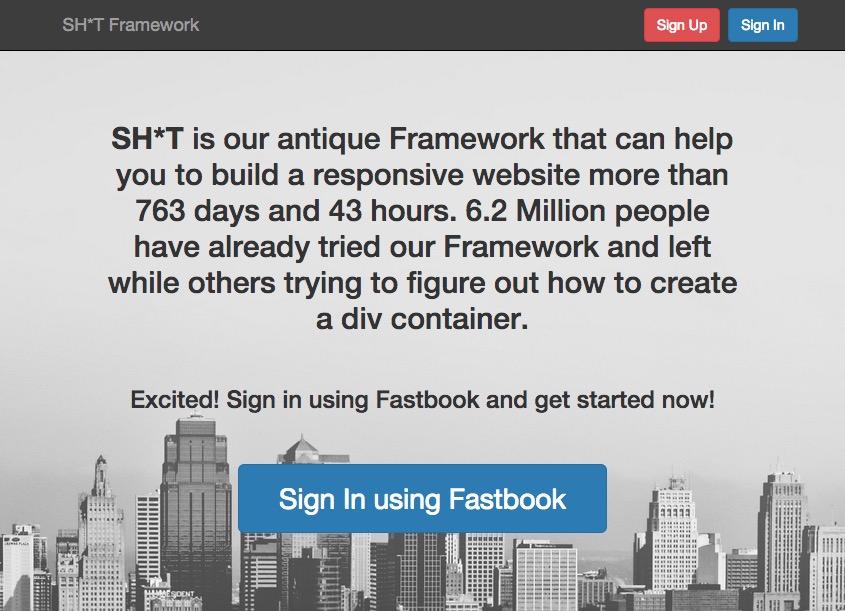 SH*T Framework
Sign Up
Sign In
SH*T is our antique Framework that can help
you to build a responsive website more than
763 days and 43 hours. 6.2 Million people
have already tried our Framework and left
while others trying to figure out how to create
a div container.
Excited! Sign in using Fastbook and get started now!
Sign In using Fastbook
PRESIDENT